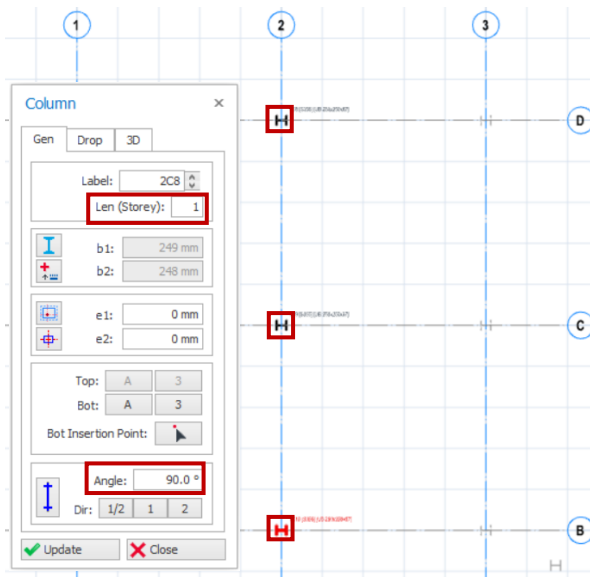 1
2
3
Column
×
D
Gen
Drop
3D
Label:
2C8
Len (Storey):
1
b1:
249 mm
b2:
248 mm
e1:
0 mm
e2:
0 mm
C
Top:
A
3
Bot:
A
3
Bot Insertion Point:
Angle:
90.0 °
Dir:
1/2
1
2
B
Update
Close